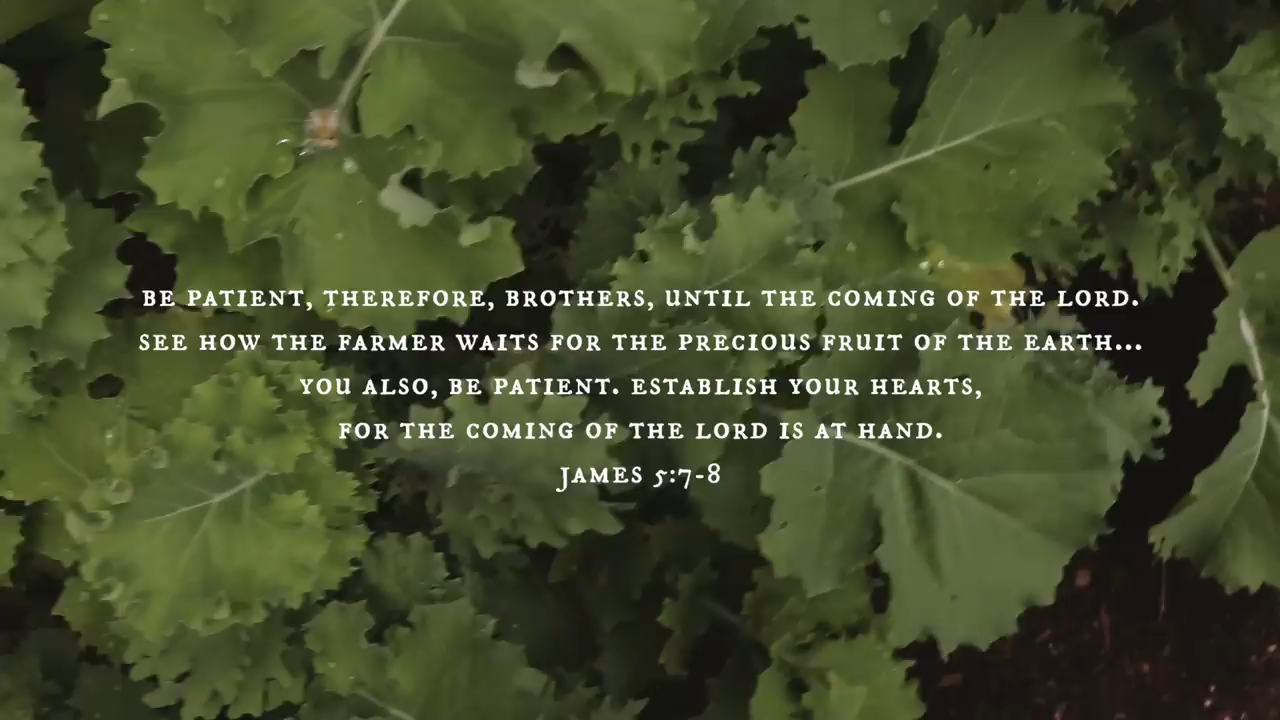 BE PATIENT, THEREFORE, BROTHERS, UNTIL THE COMING OF THE LORD.
SEE HOW THE FARMER WAITS FOR THE PRECIOUS FRUIT OF THE EARTH...
YOU ALSO, BE PATIENT. ESTABLISH YOUR HEARTS,
FOR THE COMING OF THE LORD IS AT HAND.
JAMES 5:7-8